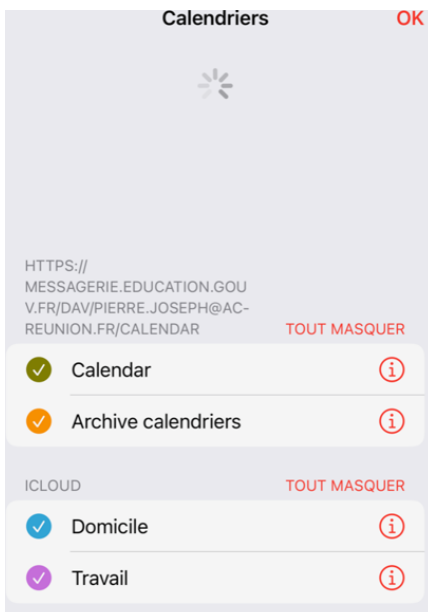 Calendriers OK
HTTPS://
MESSAGERIE.EDUCATION.GOU
V.FR/DAV/PIERRE.JOSEPH@AC-
REUNION.FR/CALENDAR TOUT MASQUER
Calendar
Archive calendriers
ICLOUD TOUT MASQUER
Domicile
Travail